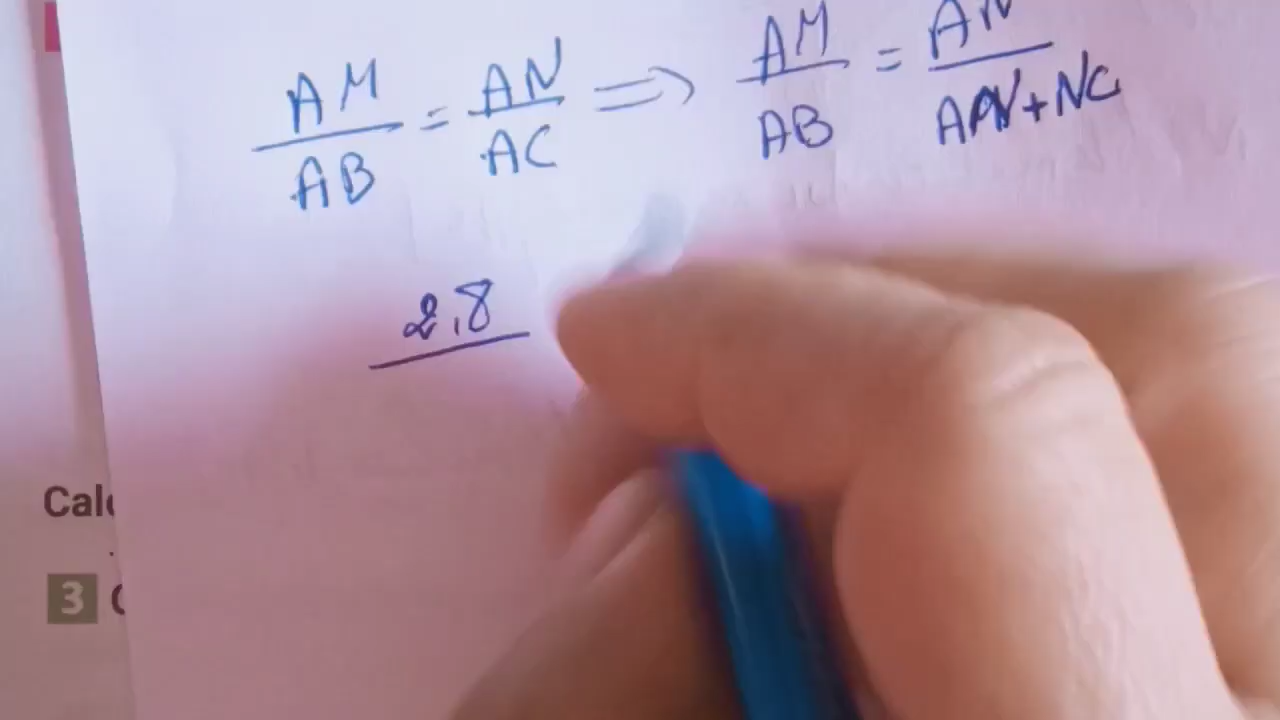 AM/AB = AN/AC ⇒ AM/AB = AN/AN+NC
2,8
Calc
3 C